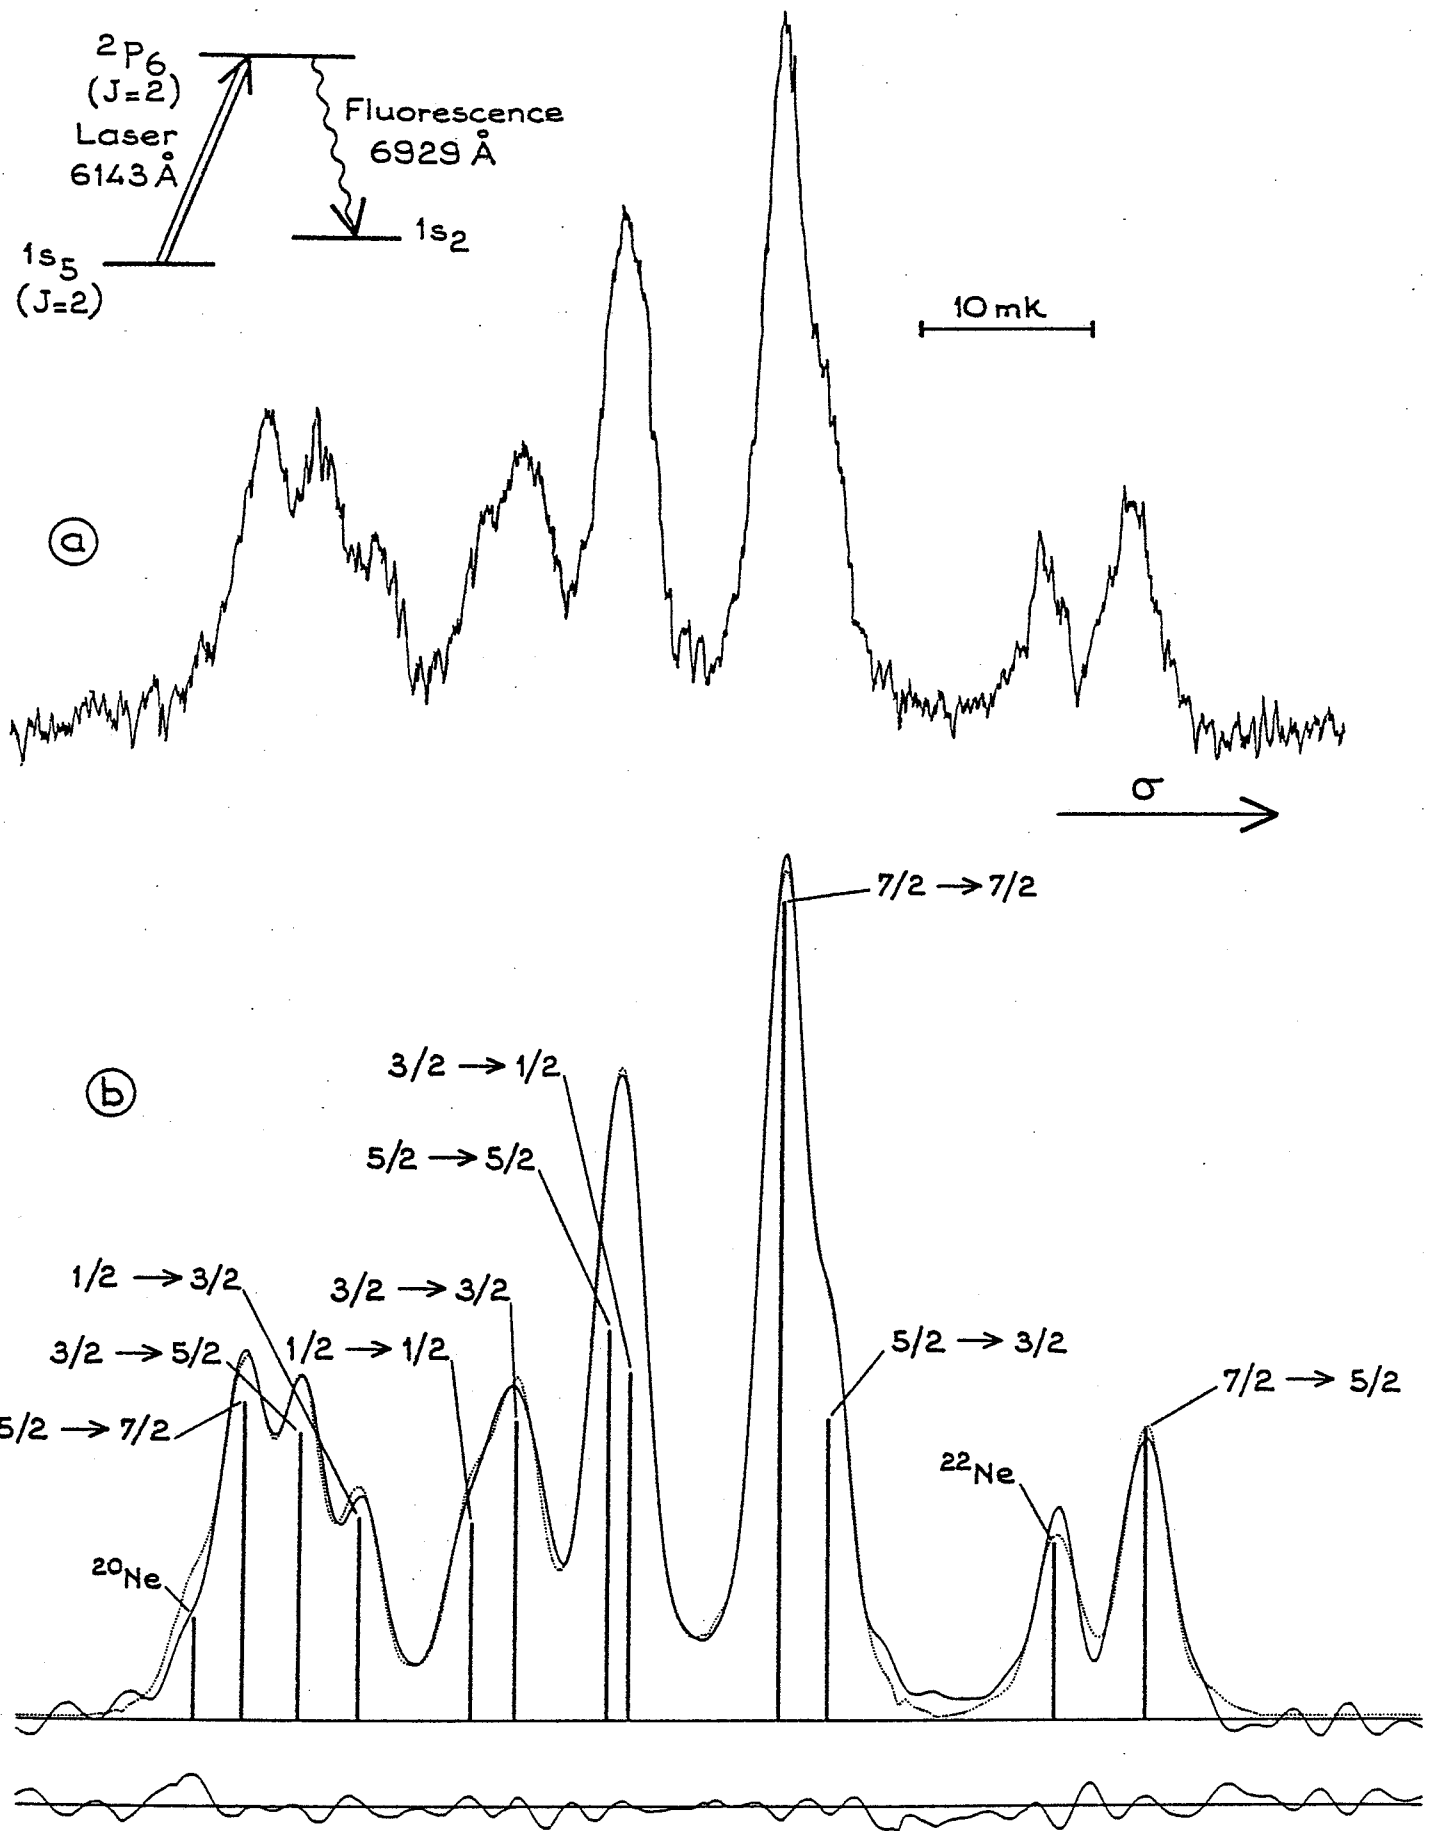 2P6
(J=2)
Laser
6143 Å
Fluorescence
6929 Å
1s2
1s5
(J=2)
10 mk
a
σ
7/2 → 7/2
3/2 → 1/2
b
5/2 → 5/2
1/2 → 3/2
3/2 → 3/2
3/2 → 5/2
1/2 → 1/2
5/2 → 3/2
7/2 → 5/2
5/2 → 7/2
22Ne
20Ne